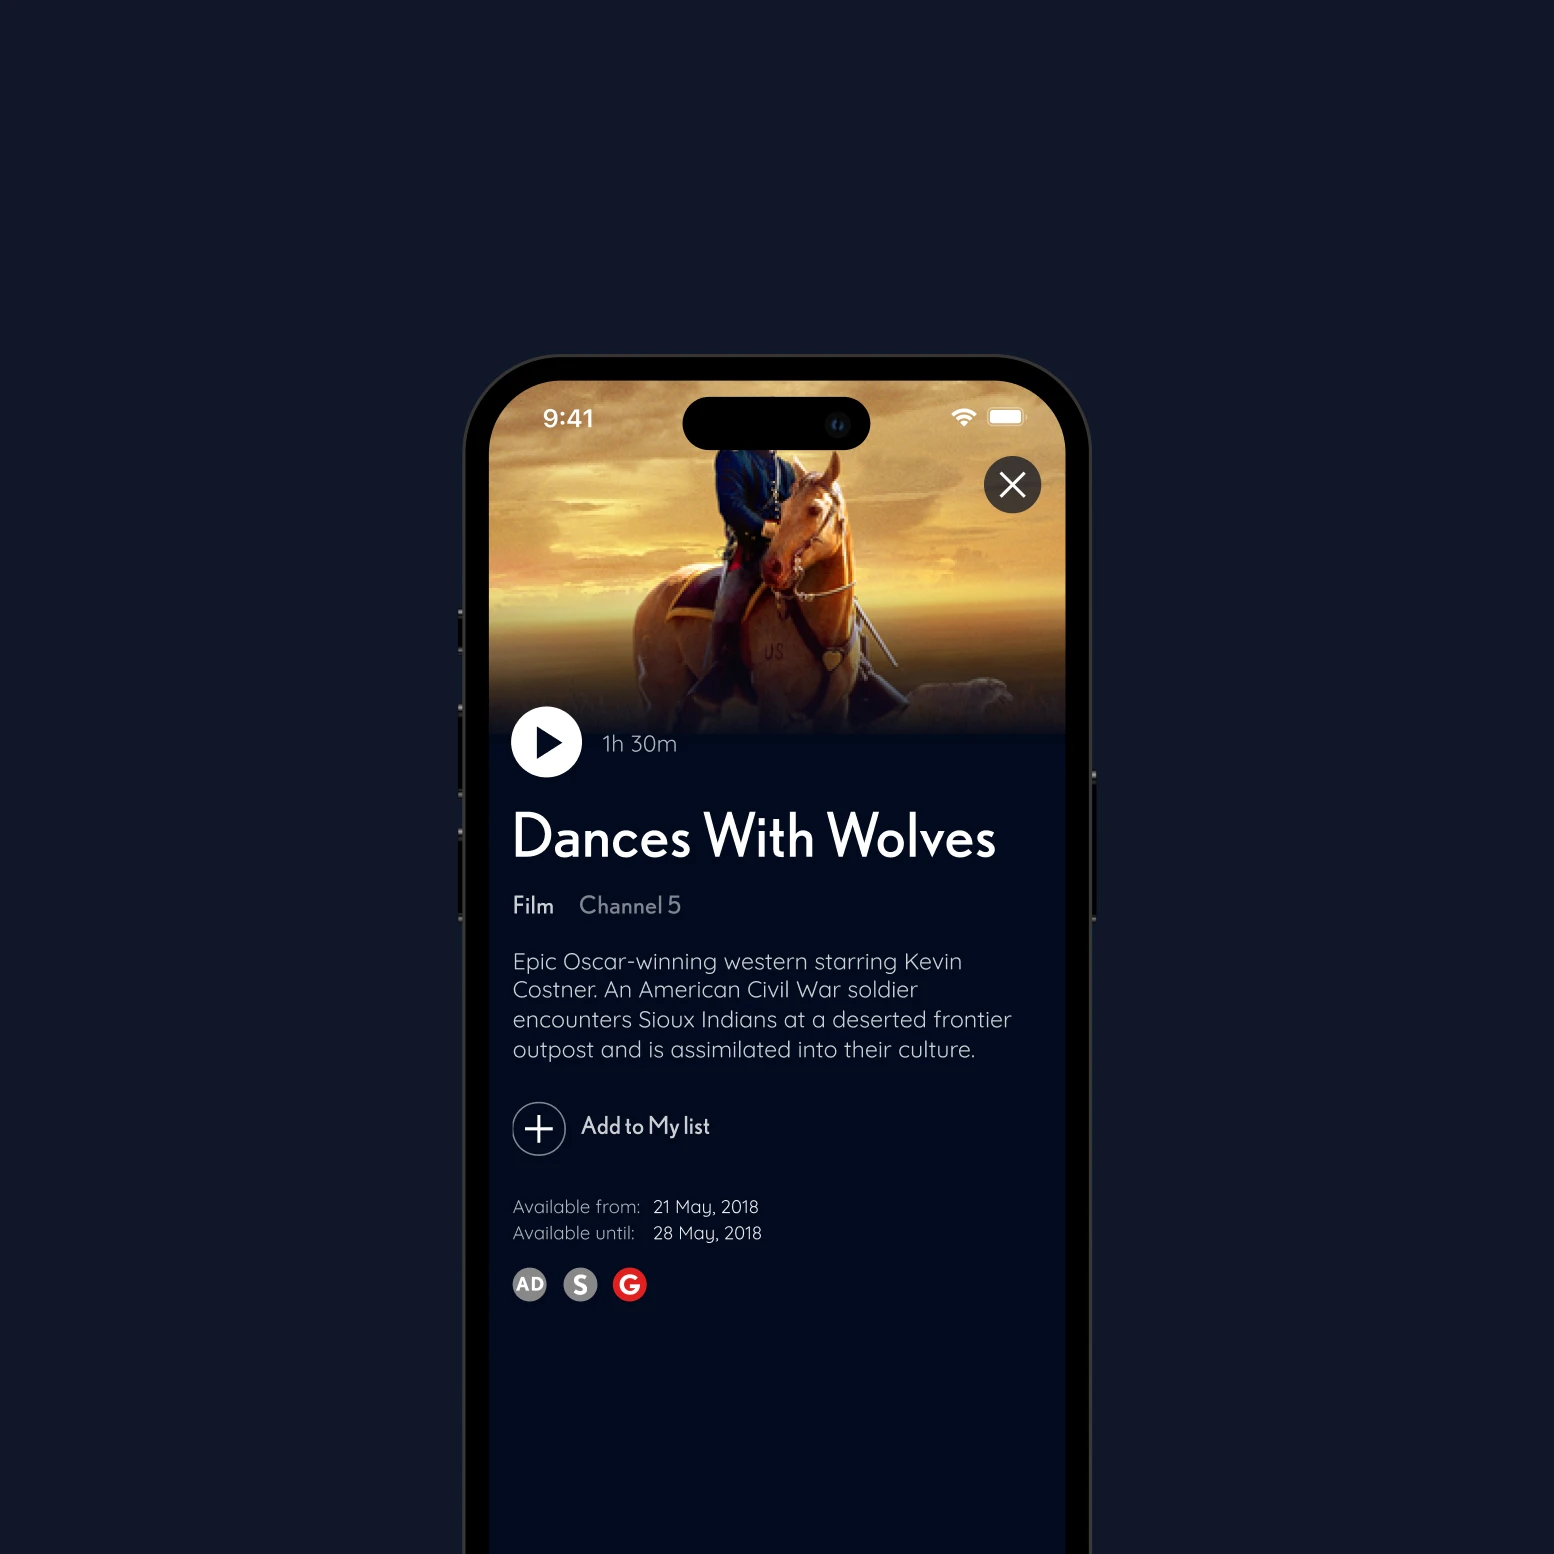 9:41
US
1h 30m
Dances With Wolves
Film Channel 5
Epic Oscar-winning western starring Kevin
Costner. An American Civil War soldier
encounters Sioux Indians at a deserted frontier
outpost and is assimilated into their culture.
Add to My list
Available from: 21 May, 2018
Available until: 28 May, 2018
AD S G